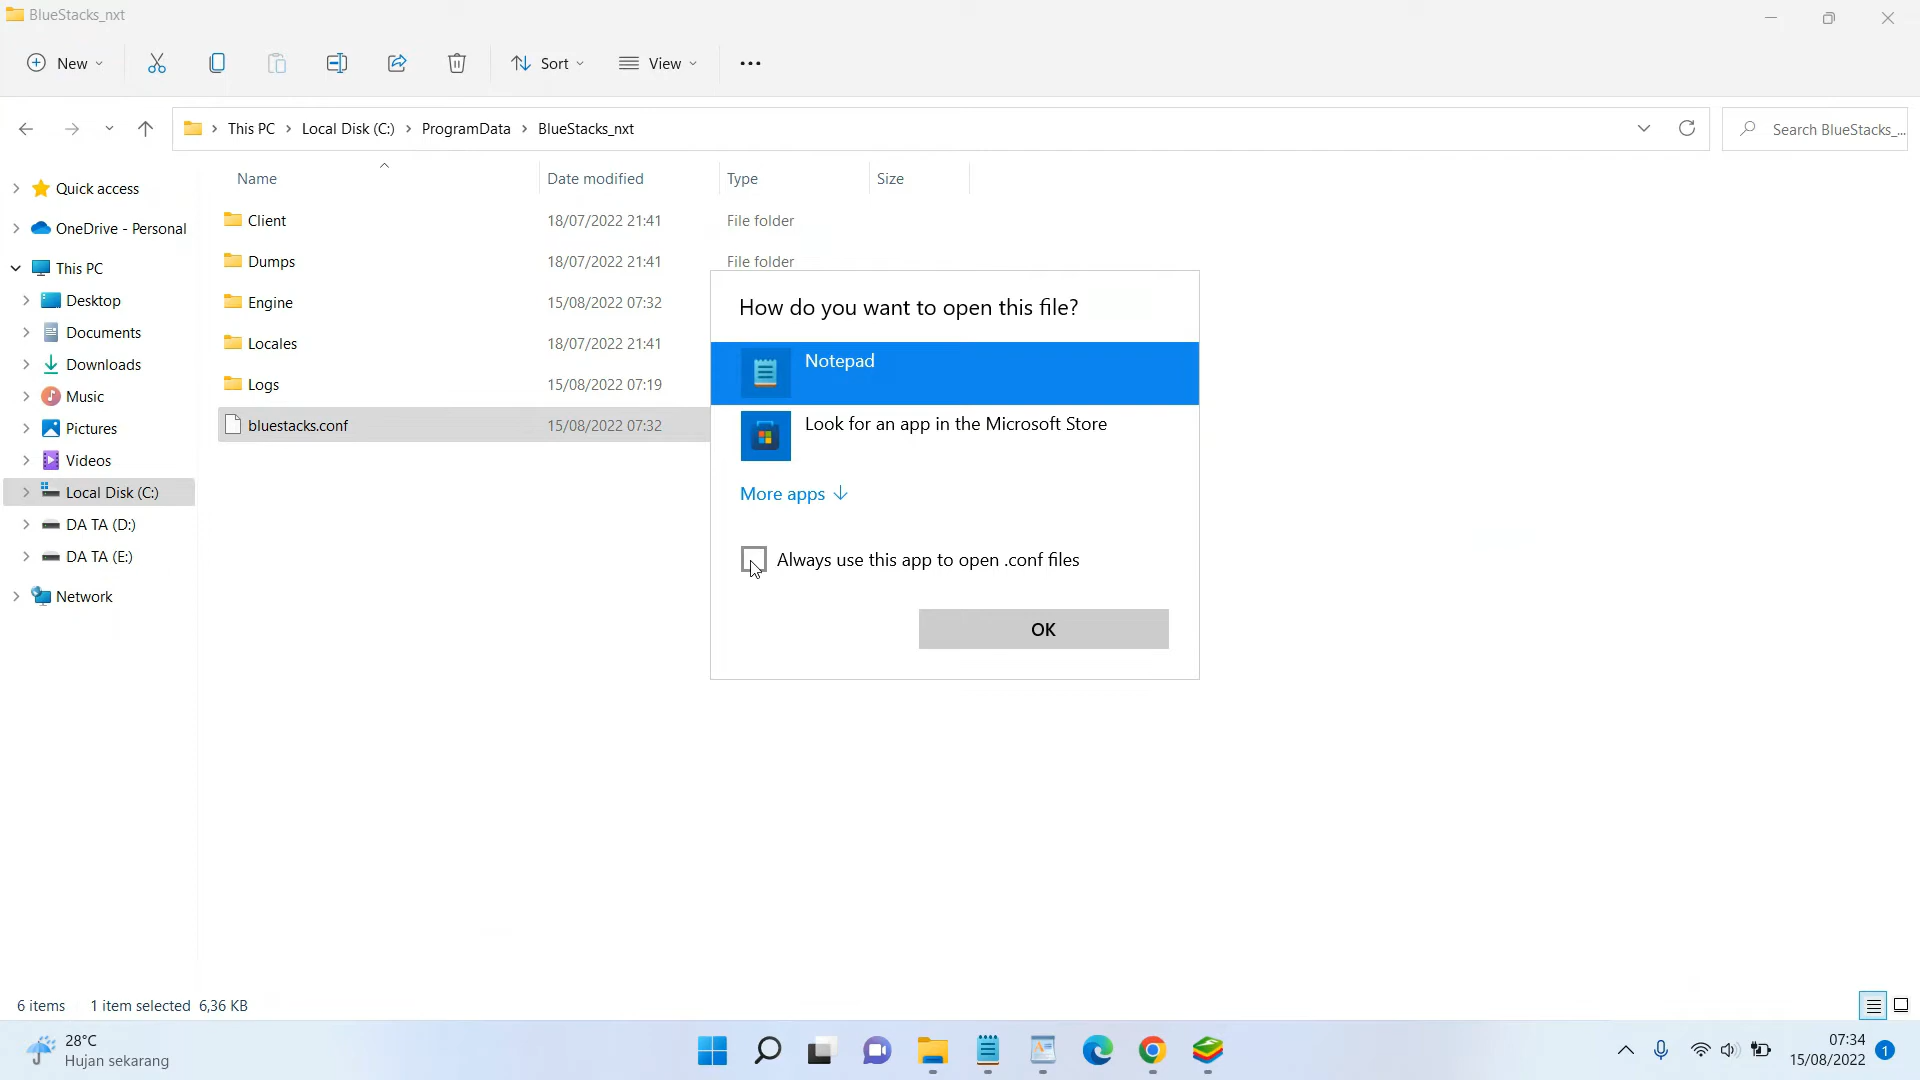 BlueStacks_nxt
New
Sort
View
This PC
Local Disk (C:)
ProgramData
BlueStacks_nxt
Search BlueStacks_...
Name
Date modified
Type
Size
Quick access
OneDrive - Personal
This PC
Desktop
Documents
Downloads
Music
Pictures
Videos
Local Disk (C:)
DA TA (D:)
DA TA (E:)
Network
Client 18/07/2022 21:41 File folder
Dumps 18/07/2022 21:41 File folder
Engine 15/08/2022 07:32
Locales 18/07/2022 21:41
Logs 15/08/2022 07:19
bluestacks.conf 15/08/2022 07:32
How do you want to open this file?
Notepad
Look for an app in the Microsoft Store
More apps
Always use this app to open .conf files
OK
6 items 1 item selected 6,36 KB
28°C
Hujan sekarang
07:34
15/08/2022
1